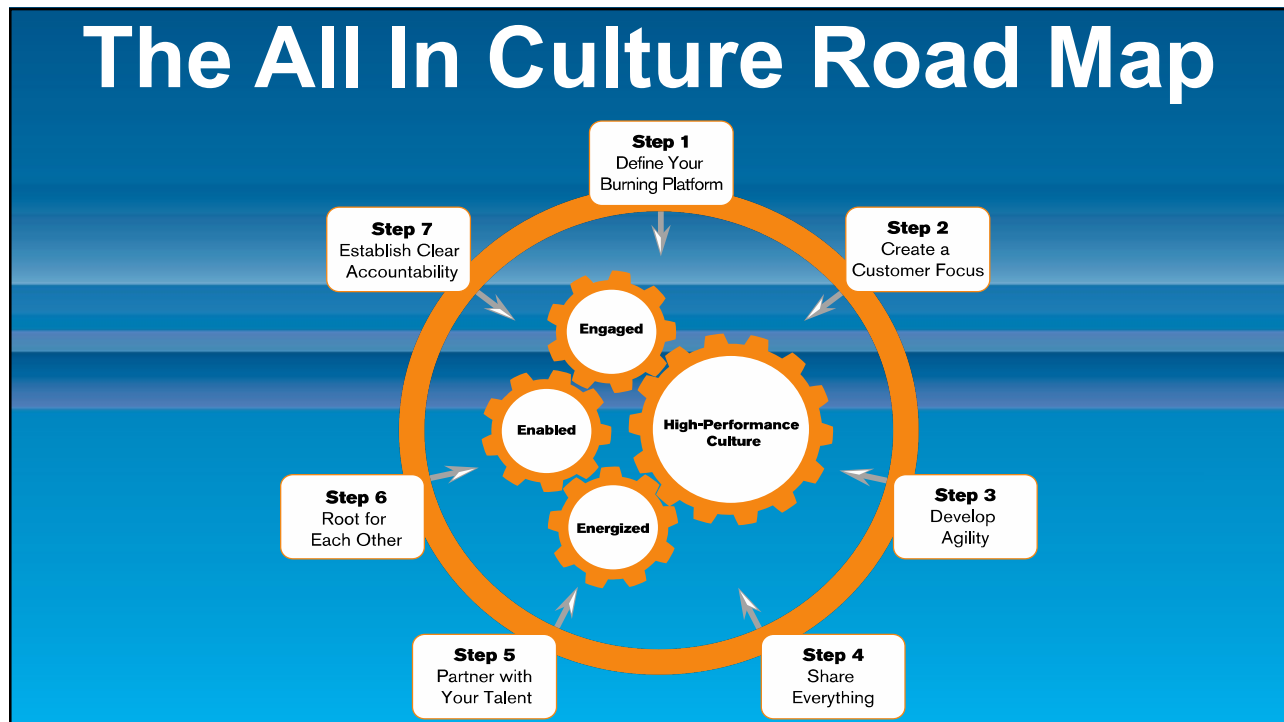 The All In Culture Road Map
Step 1
Define Your
Burning Platform
Step 2
Create a
Customer Focus
Step 3
Develop
Agility
Step 4
Share
Everything
Step 5
Partner with
Your Talent
Step 6
Root for
Each Other
Step 7
Establish Clear
Accountability
Engaged
Enabled
Energized
High-Performance
Culture